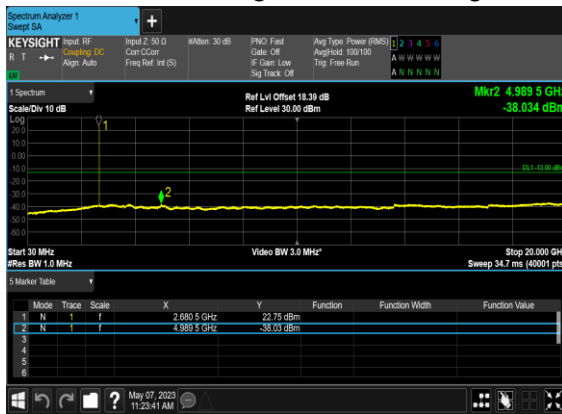 Spectrum Analyzer 1
Swept SA
+
KEYSIGHT Input: RF Input Z: 50 Ω #Atten: 30 dB PNO: Fast Avg Type: Power (RMS) 1 2 3 4 5 6
R T Coupling: DC Corr CCorr Gate: Off Avg|Hold: 100/100 A W W W W W
Align: Auto Freq Ref: Int (S) IF Gain: Low Trig: Free Run
Sig Track: Off A N N N N N
1 Spectrum Ref Lvl Offset 18.39 dB Mkr2 4.989 5 GHz
Scale/Div 10 dB Ref Level 30.00 dBm -38.034 dBm
Log
20.0
10.0
0.00
-10.0
-20.0
-30.0
-40.0
-50.0
-60.0
1
2
DL1 -13.00 dBm
Start 30 MHz Video BW 3.0 MHz* Stop 20.000 GHz
#Res BW 1.0 MHz Sweep 34.7 ms (40001 pts)
5 Marker Table
Mode Trace Scale X Y Function Function Width Function Value
1 N 1 f 2.680 5 GHz 22.75 dBm
2 N 1 f 4.989 5 GHz -38.03 dBm
3
4
5
6
? May 07, 2023
11:23:41 AM